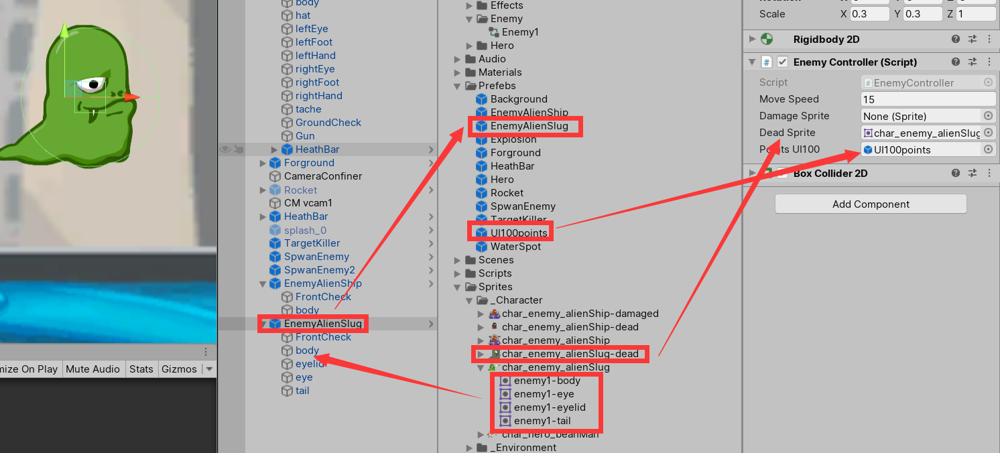 body
hat
leftEye
leftFoot
leftHand
rightEye
rightFoot
rightHand
tache
GroundCheck
Gun
HeathBar
Forground
CameraConfiner
Rocket
CM vcam1
HeathBar
splash_0
TargetKiller
SpwanEnemy
SpwanEnemy2
EnemyAlienShip
FrontCheck
body
EnemyAlienSlug
FrontCheck
body
eyelid
eye
tail
mize On Play
Mute Audio
Stats
Gizmos
Effects
Enemy
Enemy1
Hero
Audio
Materials
Prefebs
Background
EnemyAlienShip
EnemyAlienSlug
Explosion
Forground
HeathBar
Hero
Rocket
SpwanEnemy
TargetKiller
UI100points
WaterSpot
Scenes
Scripts
Sprites
_Character
char_enemy_alienShip-damaged
char_enemy_alienShip-dead
char_enemy_alienShip
char_enemy_alienSlug-dead
char_enemy_alienSlug
enemy1-body
enemy1-eye
enemy1-eyelid
enemy1-tail
char_hero_beanMan
_Environment
Scale X 0.3 Y 0.3 Z 1
Rigidbody 2D
# Enemy Controller (Script)
Script EnemyController
Move Speed 15
Damage Sprite None (Sprite)
Dead Sprite char_enemy_alienSlug
Points UI100 UI100points
Box Collider 2D
Add Component